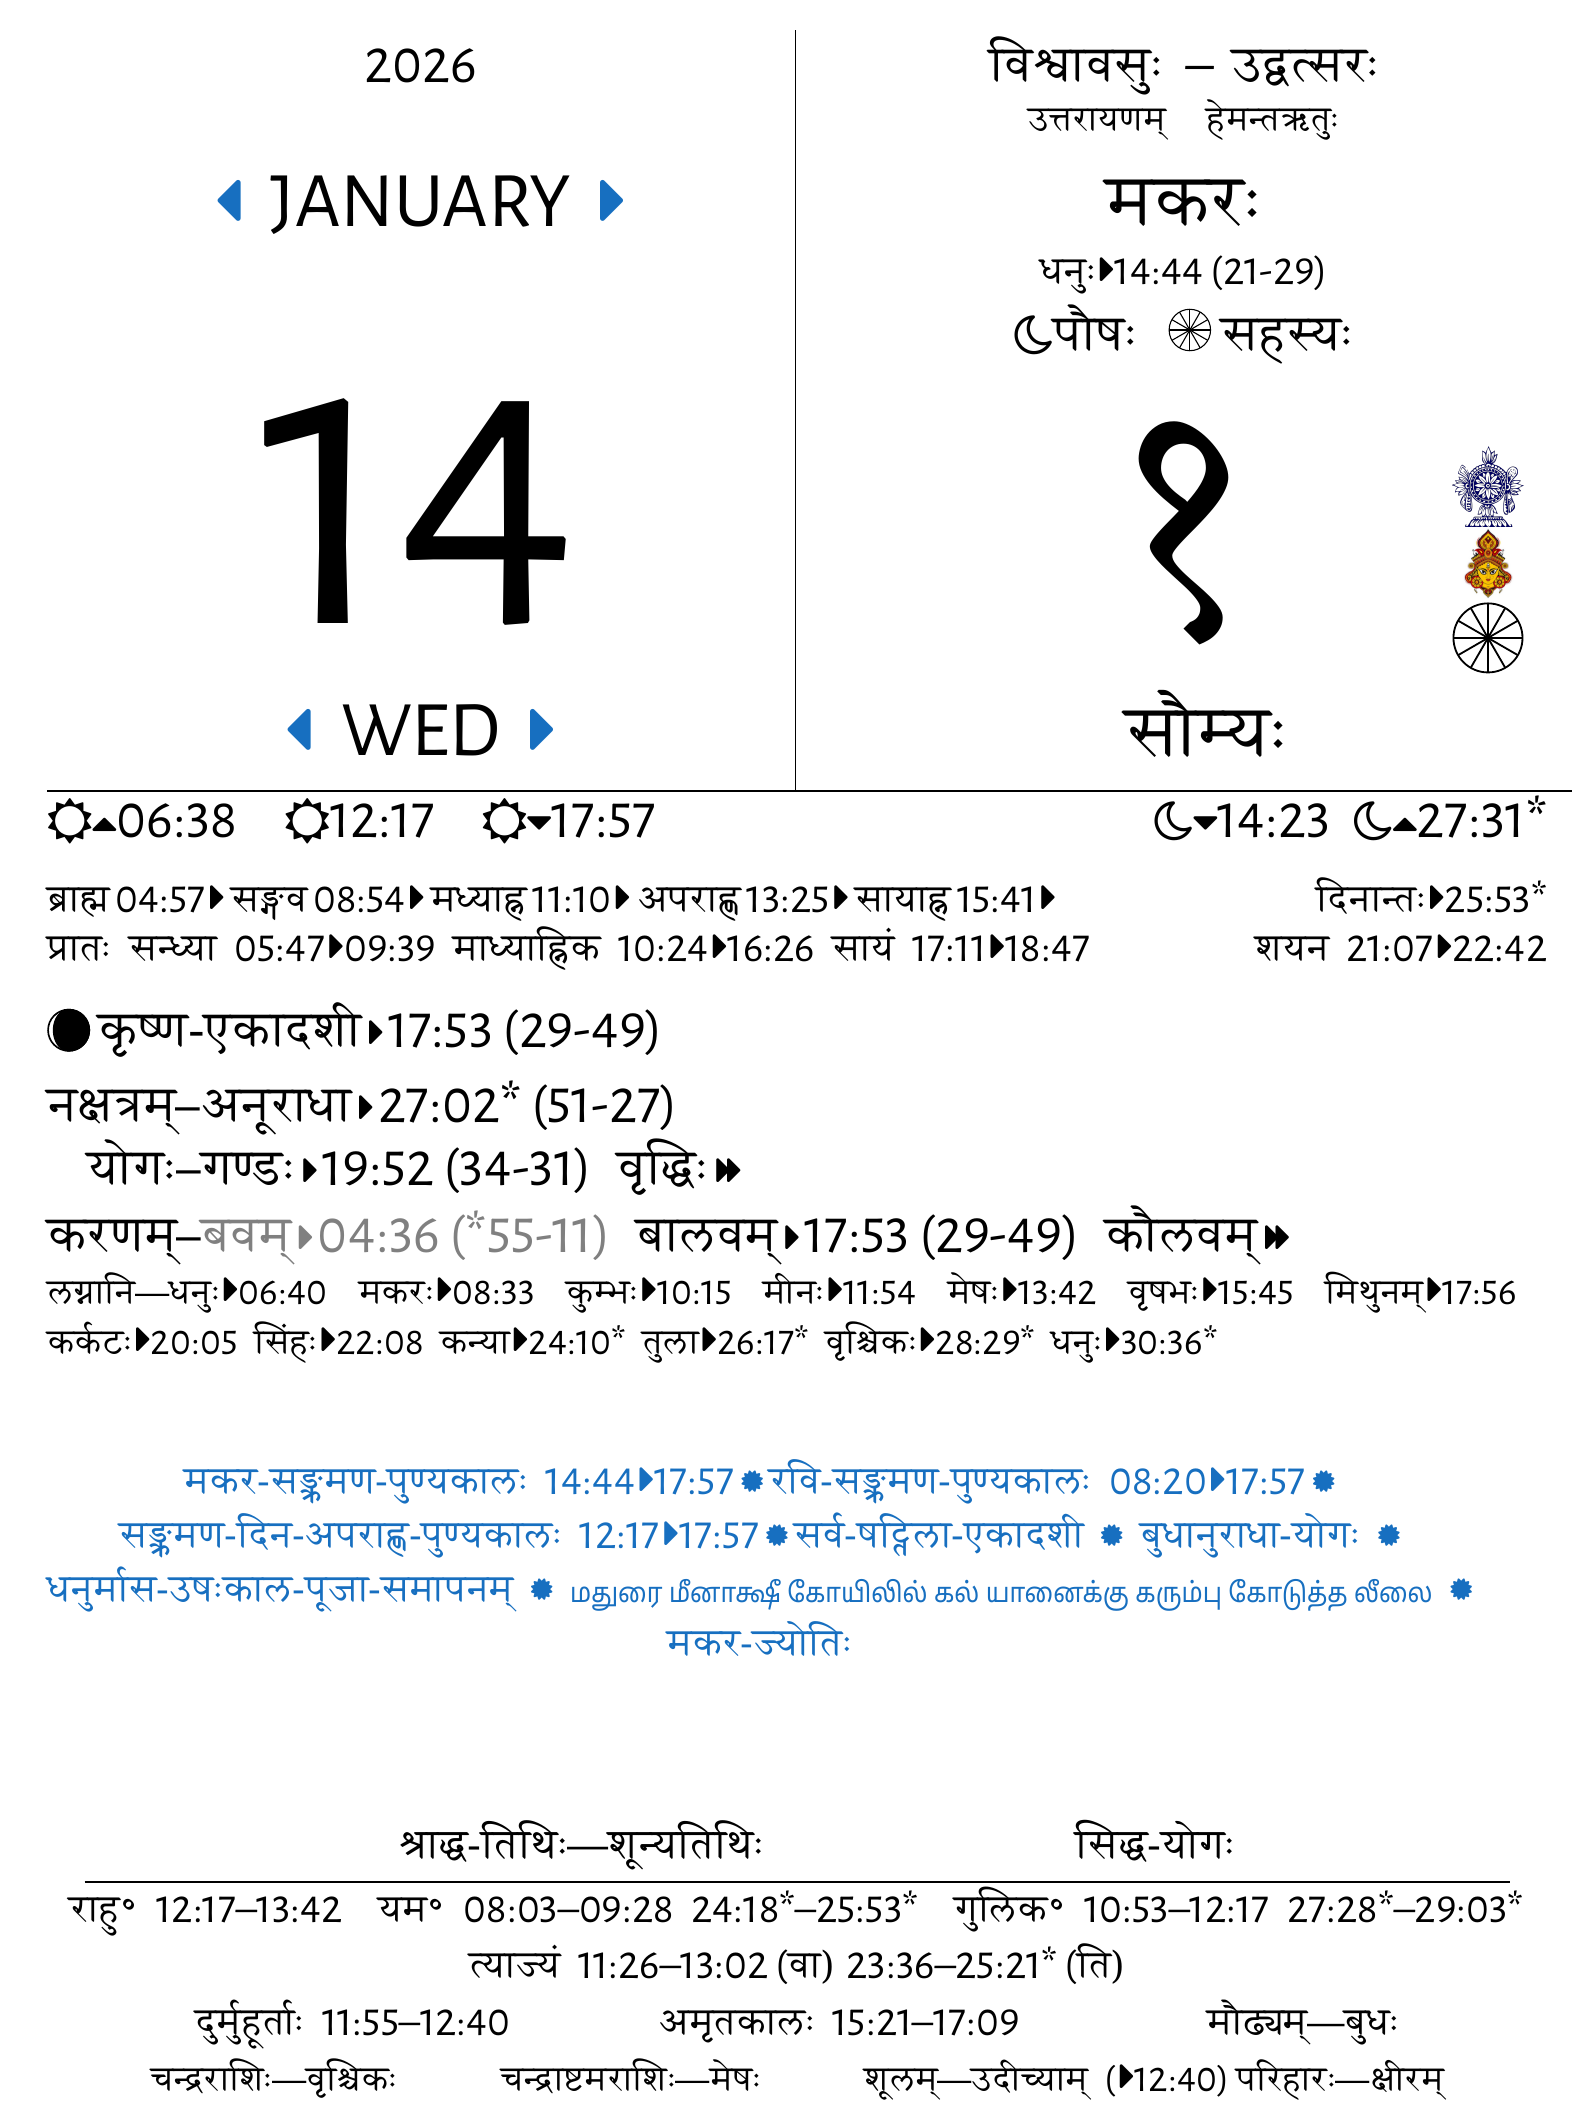 2026
JANUARY
14
WED
विश्वावसुः – उद्वत्सरः
उत्तरायणम् हेमन्तऋतुः
मकरः
धनुः 14:44 (21-29)
पौषः सहस्यः
१
सौम्यः
06:38 12:17 17:57 14:23 27:31*
ब्राह्म 04:57 सङ्गव 08:54 मध्याह्न 11:10 अपराह्ण 13:25 सायाह्न 15:41 दिनान्तः 25:53*
प्रातः सन्ध्या 05:47 09:39 माध्याह्निक 10:24 16:26 सायं 17:11 18:47 शयन 21:07 22:42
कृष्ण-एकादशी 17:53 (29-49)
नक्षत्रम्–अनूराधा 27:02* (51-27)
योगः–गण्डः 19:52 (34-31) वृद्धिः
करणम्–बवम् 04:36 (*55-11) बालवम् 17:53 (29-49) कौलवम्
लग्नानि—धनुः 06:40 मकरः 08:33 कुम्भः 10:15 मीनः 11:54 मेषः 13:42 वृषभः 15:45 मिथुनम् 17:56
कर्कटः 20:05 सिंहः 22:08 कन्या 24:10* तुला 26:17* वृश्चिकः 28:29* धनुः 30:36*
मकर-सङ्क्रमण-पुण्यकालः 14:44 17:57 रवि-सङ्क्रमण-पुण्यकालः 08:20 17:57
सङ्क्रमण-दिन-अपराह्ण-पुण्यकालः 12:17 17:57 सर्व-षट्तिला-एकादशी बुधानुराधा-योगः
धनुर्मास-उषःकाल-पूजा-समापनम् மதுரை மீனாக்ஷீ கோயிலில் கல் யானைக்கு கரும்பு கோடுத்த லீலை
मकर-ज्योतिः
श्राद्ध-तिथिः—शून्यतिथिः सिद्ध-योगः
राहु॰ 12:17–13:42 यम॰ 08:03–09:28 24:18*–25:53* गुलिक॰ 10:53–12:17 27:28*–29:03*
त्याज्यं 11:26–13:02 (वा) 23:36–25:21* (ति)
दुर्मुहूर्ताः 11:55–12:40 अमृतकालः 15:21–17:09 मौढ्यम्—बुधः
चन्द्रराशिः—वृश्चिकः चन्द्राष्टमराशिः—मेषः शूलम्—उदीच्याम् (12:40) परिहारः—क्षीरम्